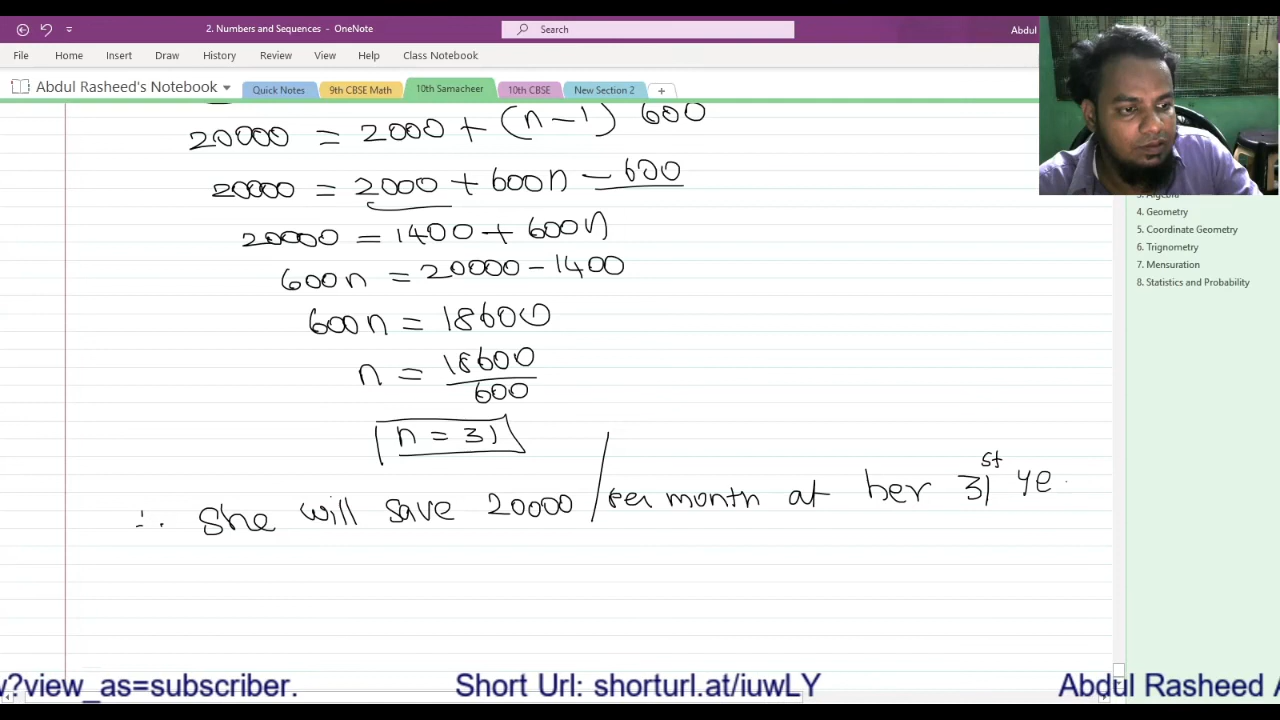 2. Numbers and Sequences - OneNote
Search
Abdul
File Home Insert Draw History Review View Help Class Notebook
Abdul Rasheed's Notebook
Quick Notes 9th CBSE Math 10th Samacheer 10th CBSE New Section 2
20000 = 2000 + (n-1) 600
20000 = 2000 + 600n - 600
20000 = 1400 + 600n
600n = 20000 - 1400
600n = 18600
n = 18600
600
n = 31
∴ She will save 20000 / per month at her 31st ye
4. Geometry
5. Coordinate Geometry
6. Trignometry
7. Mensuration
8. Statistics and Probability
w?view_as=subscriber. Short Url: shorturl.at/iuwLY Abdul Rasheed A